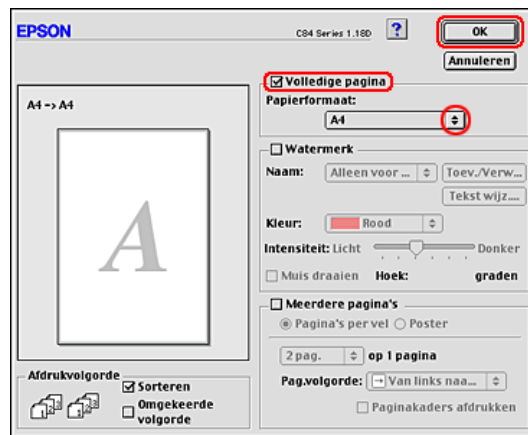 EPSON
C84 Series 1.18D
?
OK
Annuleren
A4 -> A4
A
Volledige pagina
Papierformaat:
A4
Watermerk
Naam: Alleen voor ... Toev./Verw...
Tekst wijz....
Kleur: Rood
Intensiteit: Licht Donker
Muis draaien Hoek: graden
Meerdere pagina's
Pagina's per vel Poster
2 pag. op 1 pagina
Pag.volgorde: Van links naa...
Paginakaders afdrukken
Afdrukvolgorde
Sorteren
Omgekeerde
volgorde